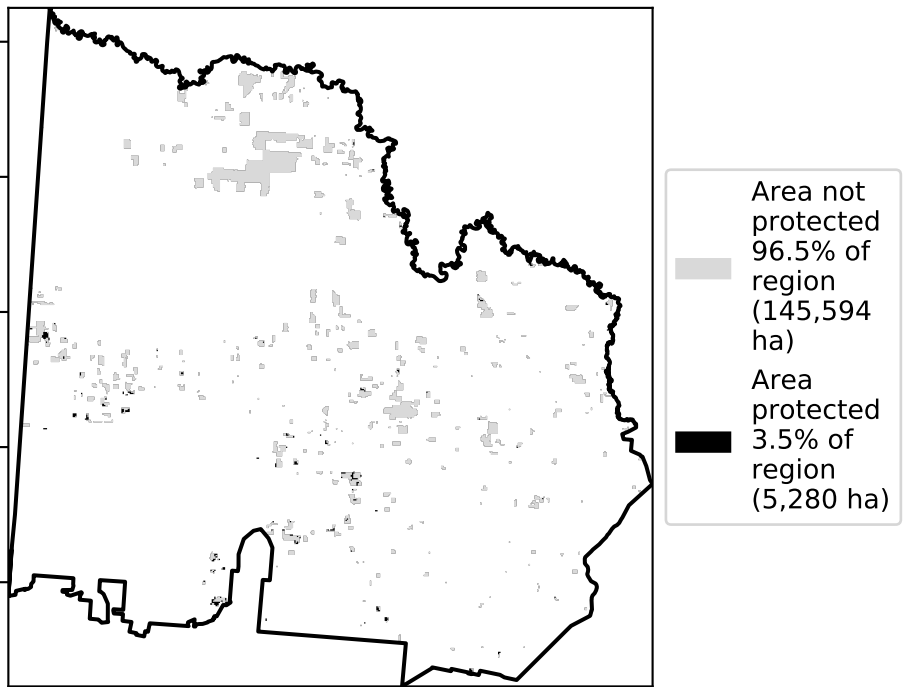 Area not
protected
96.5% of
region
(145,594
ha)
Area
protected
3.5% of
region
(5,280 ha)